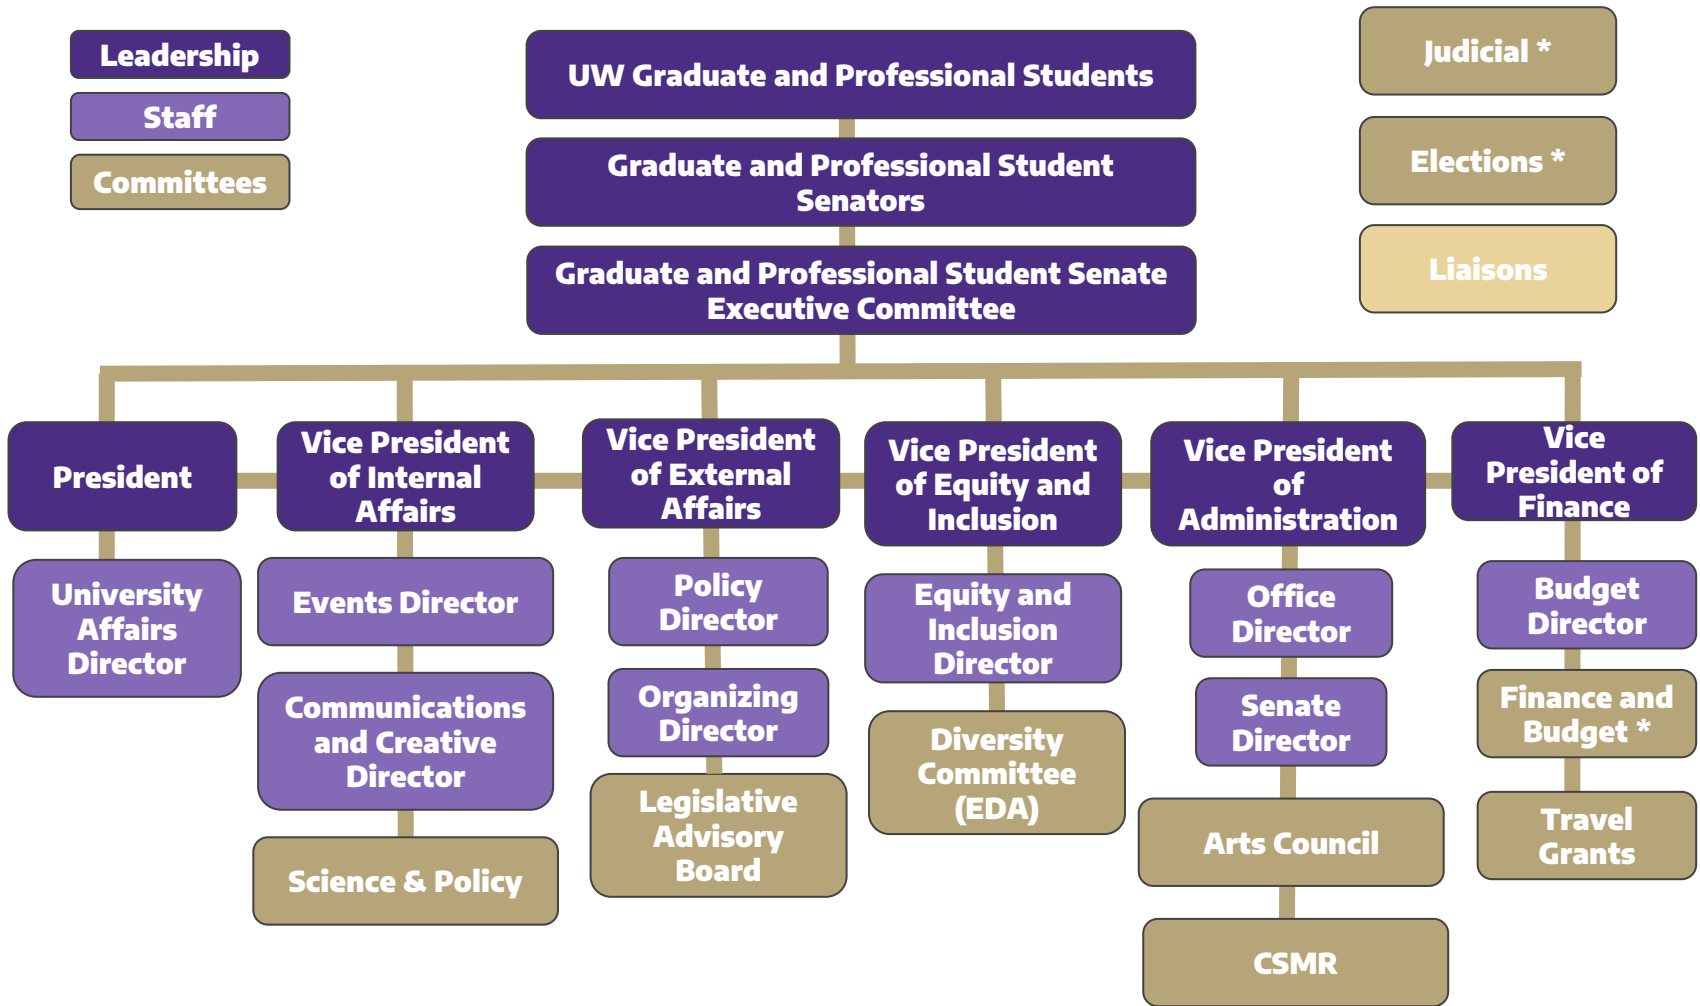 Leadership
Staff
Committees
UW Graduate and Professional Students
Graduate and Professional Student
Senators
Graduate and Professional Student Senate
Executive Committee
Judicial *
Elections *
Liaisons
President
Vice President
of Internal
Affairs
Vice President
of External
Affairs
Vice President
of Equity and
Inclusion
Vice President
of
Administration
Vice
President of
Finance
University
Affairs
Director
Events Director
Communications
and Creative
Director
Science & Policy
Policy
Director
Organizing
Director
Legislative
Advisory
Board
Equity and
Inclusion
Director
Diversity
Committee
(EDA)
Office
Director
Senate
Director
Arts Council
CSMR
Budget
Director
Finance and
Budget *
Travel
Grants